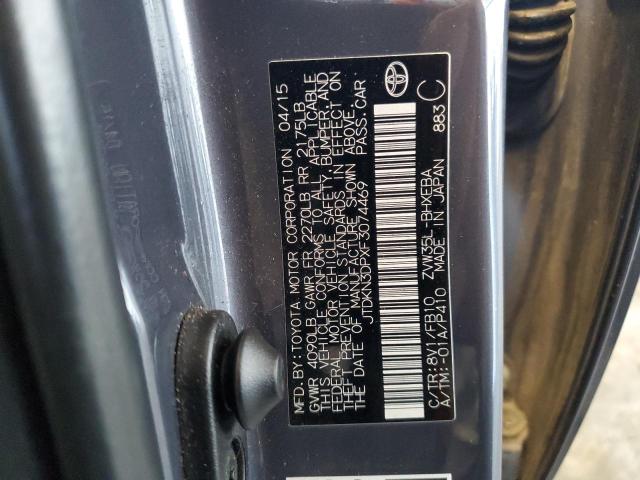 MFD.BY:TOYOTA MOTOR CORPORATION 04/15
GVWR 4090LB GAWR FR 2270LB RR 2175LB
THIS VEHICLE CONFORMS TO ALL APPLICABLE
FEDERAL MOTOR VEHICLE SAFETY, BUMPER, AND
THEFT PREVENTION STANDARDS IN EFFECT ON
THE DATE OF MANUFACTURE SHOWN ABOVE
JTDKN3DPXF3074469 PASS.CAR
C/TR:8V1 /FB10 ZVW35L-BHXEBA
A/TM:-01A/P410 MADE IN JAPAN 883 C